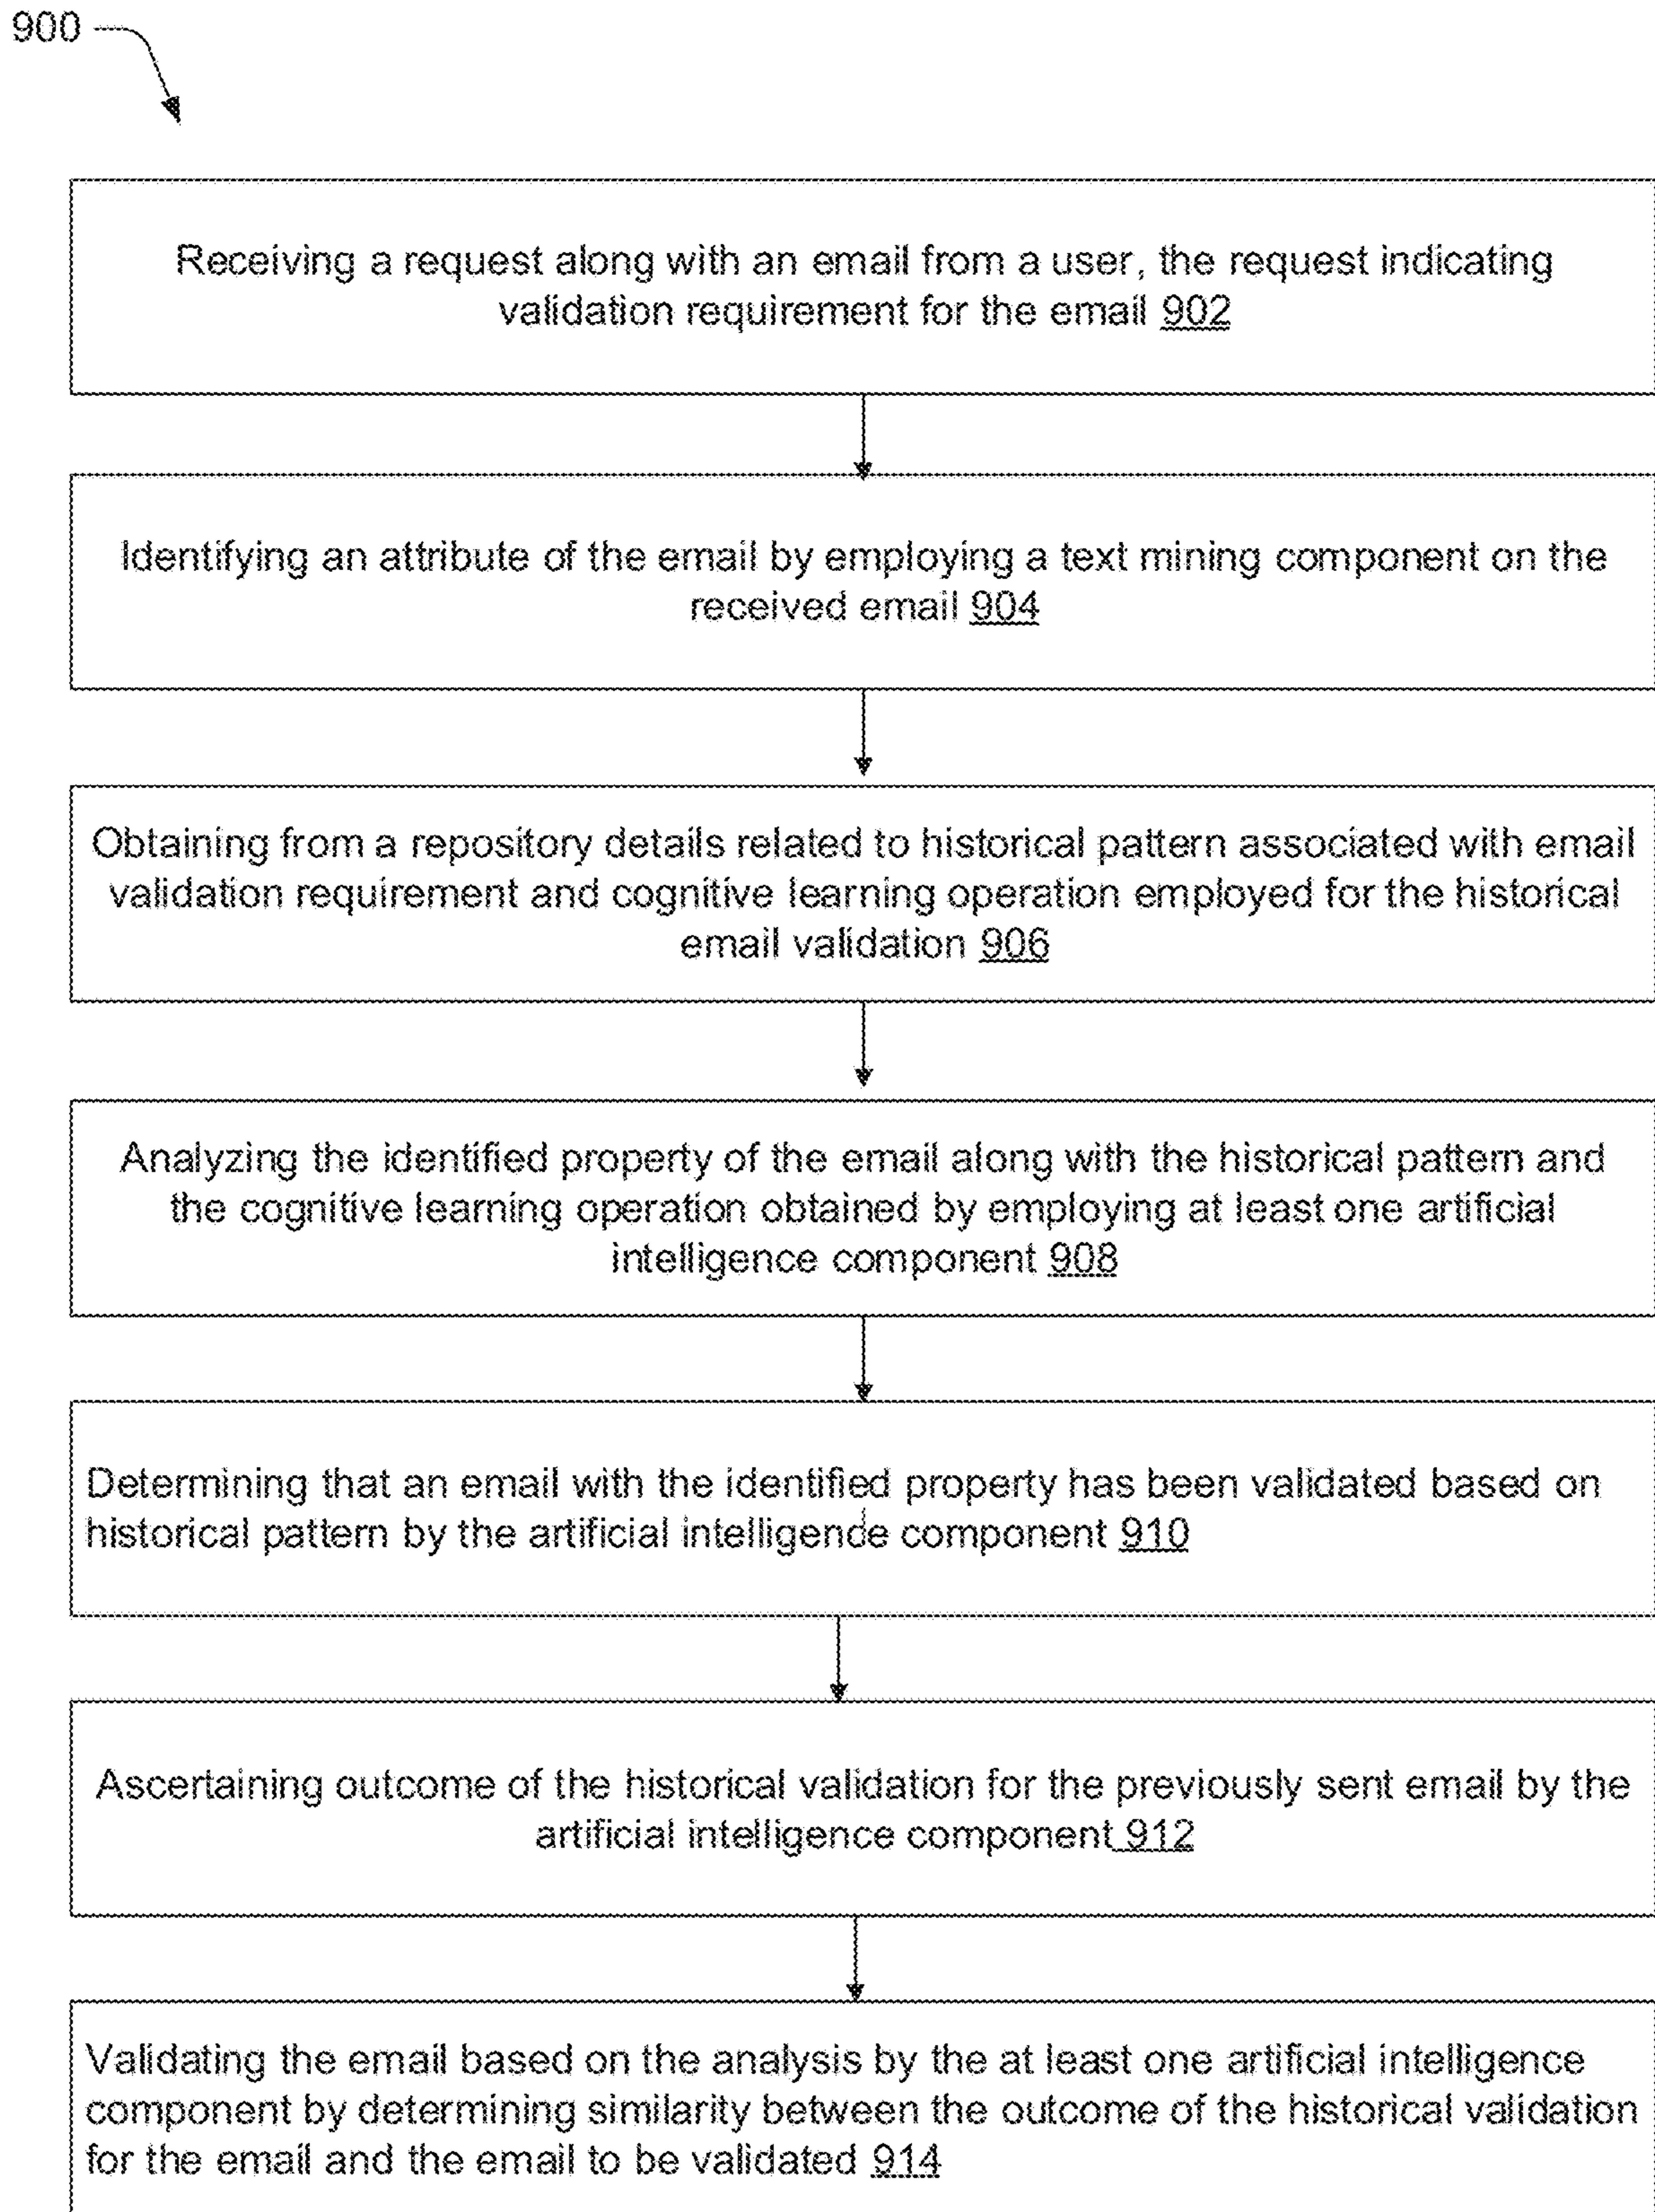 900
Receiving a request along with an email from a user, the request indicating
validation requirement for the email 902
Identifying an attribute of the email by employing a text mining component on the
received email 904
Obtaining from a repository details related to historical pattern associated with email
validation requirement and cognitive learning operation employed for the historical
email validation 906
Analyzing the identified property of the email along with the historical pattern and
the cognitive learning operation obtained by employing at least one artificial
intelligence component 908
Determining that an email with the identified property has been validated based on
historical pattern by the artificial intelligence component 910
Ascertaining outcome of the historical validation for the previously sent email by the
artificial intelligence component 912
Validating the email based on the analysis by the at least one artificial intelligence
component by determining similarity between the outcome of the historical validation
for the email and the email to be validated 914